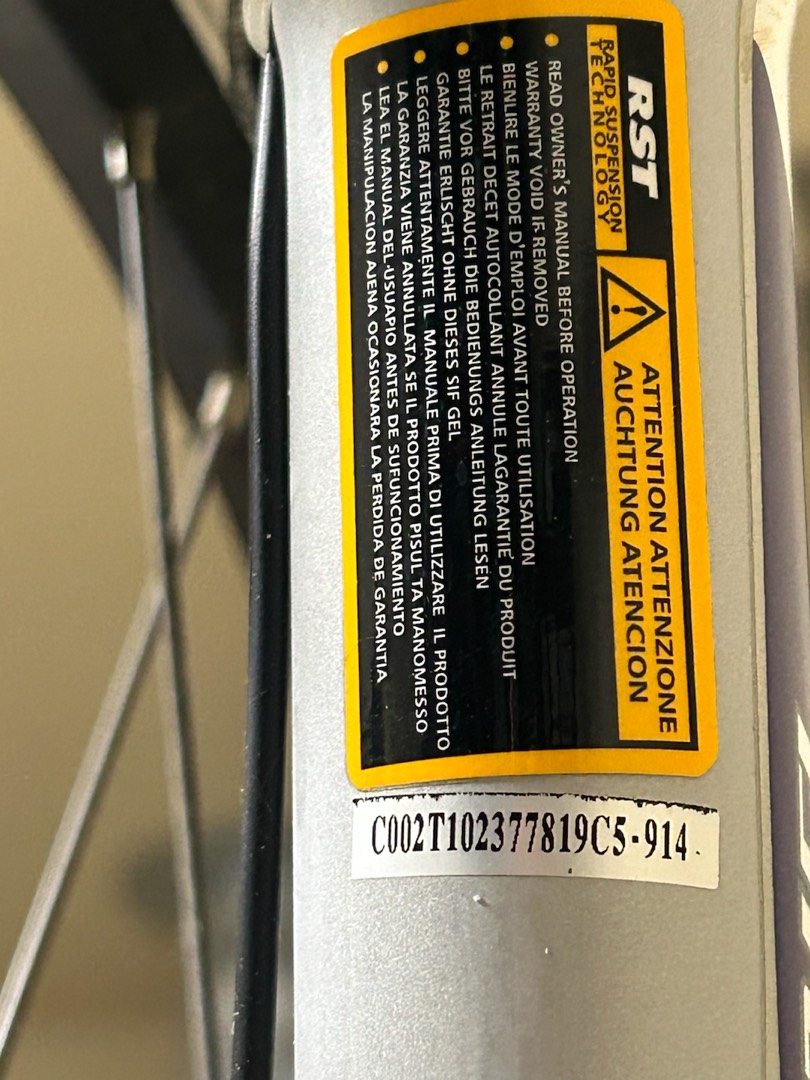 RST
RAPID SUSPENSION
TECHNOLOGY
ATTENTION ATTENZIONE
AUCHTUNG ATENCION
READ OWNER'S MANUAL BEFORE OPERATION
WARRANTY VOID IF REMOVED
BIENLIRE LE MODE D'EMPLOI AVANT TOUTE UTILISATION
LE RETRAIT DECET AUTOCOLLANT ANNULE LAGARANTIE DU PRODUIT
BITTE VOR GEBRAUCH DIE BEDIENUNGS ANLEITUNG LESEN
GARANTIE ERLISCHT OHNE DIESES SIF GEL
LEGGERE ATTENTAMENTE IL MANUALE PRIMA DI UTILIZZARE IL PRODOTTO
LA GARANZIA VIENE ANNULLATA SE IL PRODOTTO PISUL TA MANOMESSO
LEA EL MANUAL DEL USUAPIO ANTES DE SUFUNCIONAMIENTO
LA MANIPULACION AJENA OCASIONARA LA PERDIDA DE GARANTIA
C002T102377819C5-914